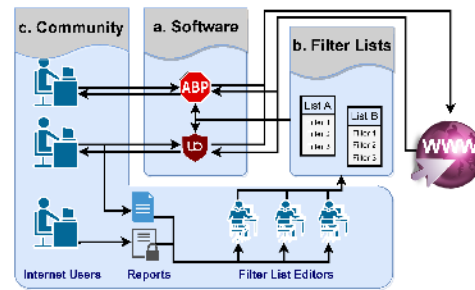 c. Community
a. Software
b. Filter Lists
ABP
List A
List B
Filter 1
Filter 2
Filter 3
WWW
Internet Users
Reports
Filter List Editors